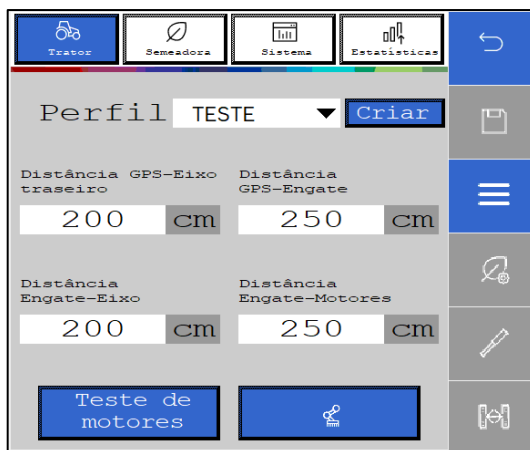 Trator Semeadora Sistema Estatísticas
Perfil TESTE Criar
Distância GPS-Eixo Distância
traseiro GPS-Engate
200 cm 250 cm
Distância Distância
Engate-Eixo Engate-Motores
200 cm 250 cm
Teste de
motores